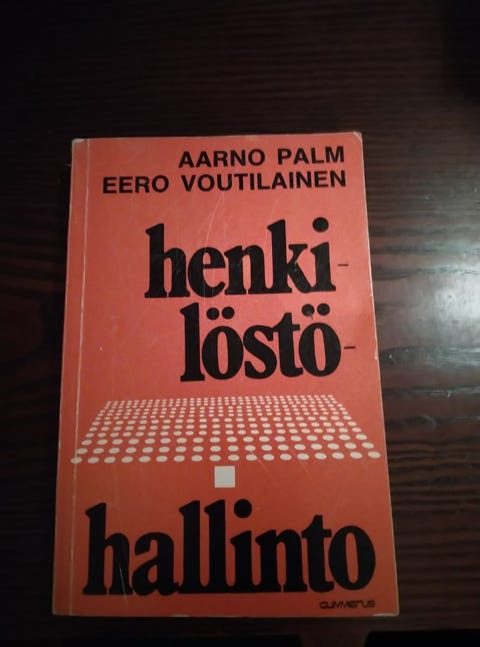 AARNO PALM
EERO VOUTILAINEN
henki-
löstö-
hallinto
GUMMERUS